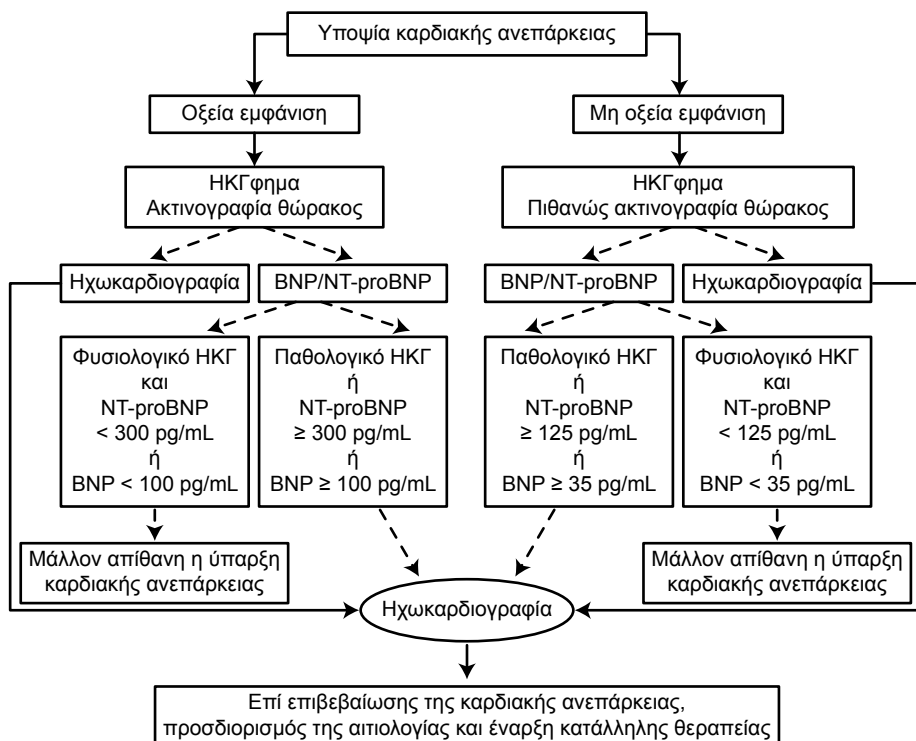 Υποψία καρδιακής ανεπάρκειας
Οξεία εμφάνιση
Μη οξεία εμφάνιση
ΗΚΓφημα
Ακτινογραφία θώρακος
ΗΚΓφημα
Πιθανώς ακτινογραφία θώρακος
Ηχωκαρδιογραφία
BNP/NT-proBNP
BNP/NT-proBNP
Ηχωκαρδιογραφία
Φυσιολογικό ΗΚΓ
και
NT-proBNP
< 300 pg/mL
ή
BNP < 100 pg/mL
Παθολογικό ΗΚΓ
ή
NT-proBNP
≥ 300 pg/mL
ή
BNP ≥ 100 pg/mL
Παθολογικό ΗΚΓ
ή
NT-proBNP
≥ 125 pg/mL
ή
BNP ≥ 35 pg/mL
Φυσιολογικό ΗΚΓ
και
NT-proBNP
< 125 pg/mL
ή
BNP < 35 pg/mL
Μάλλον απίθανη η ύπαρξη
καρδιακής ανεπάρκειας
Μάλλον απίθανη η ύπαρξη
καρδιακής ανεπάρκειας
Ηχωκαρδιογραφία
Επί επιβεβαίωσης της καρδιακής ανεπάρκειας,
προσδιορισμός της αιτιολογίας και έναρξη κατάλληλης θεραπείας